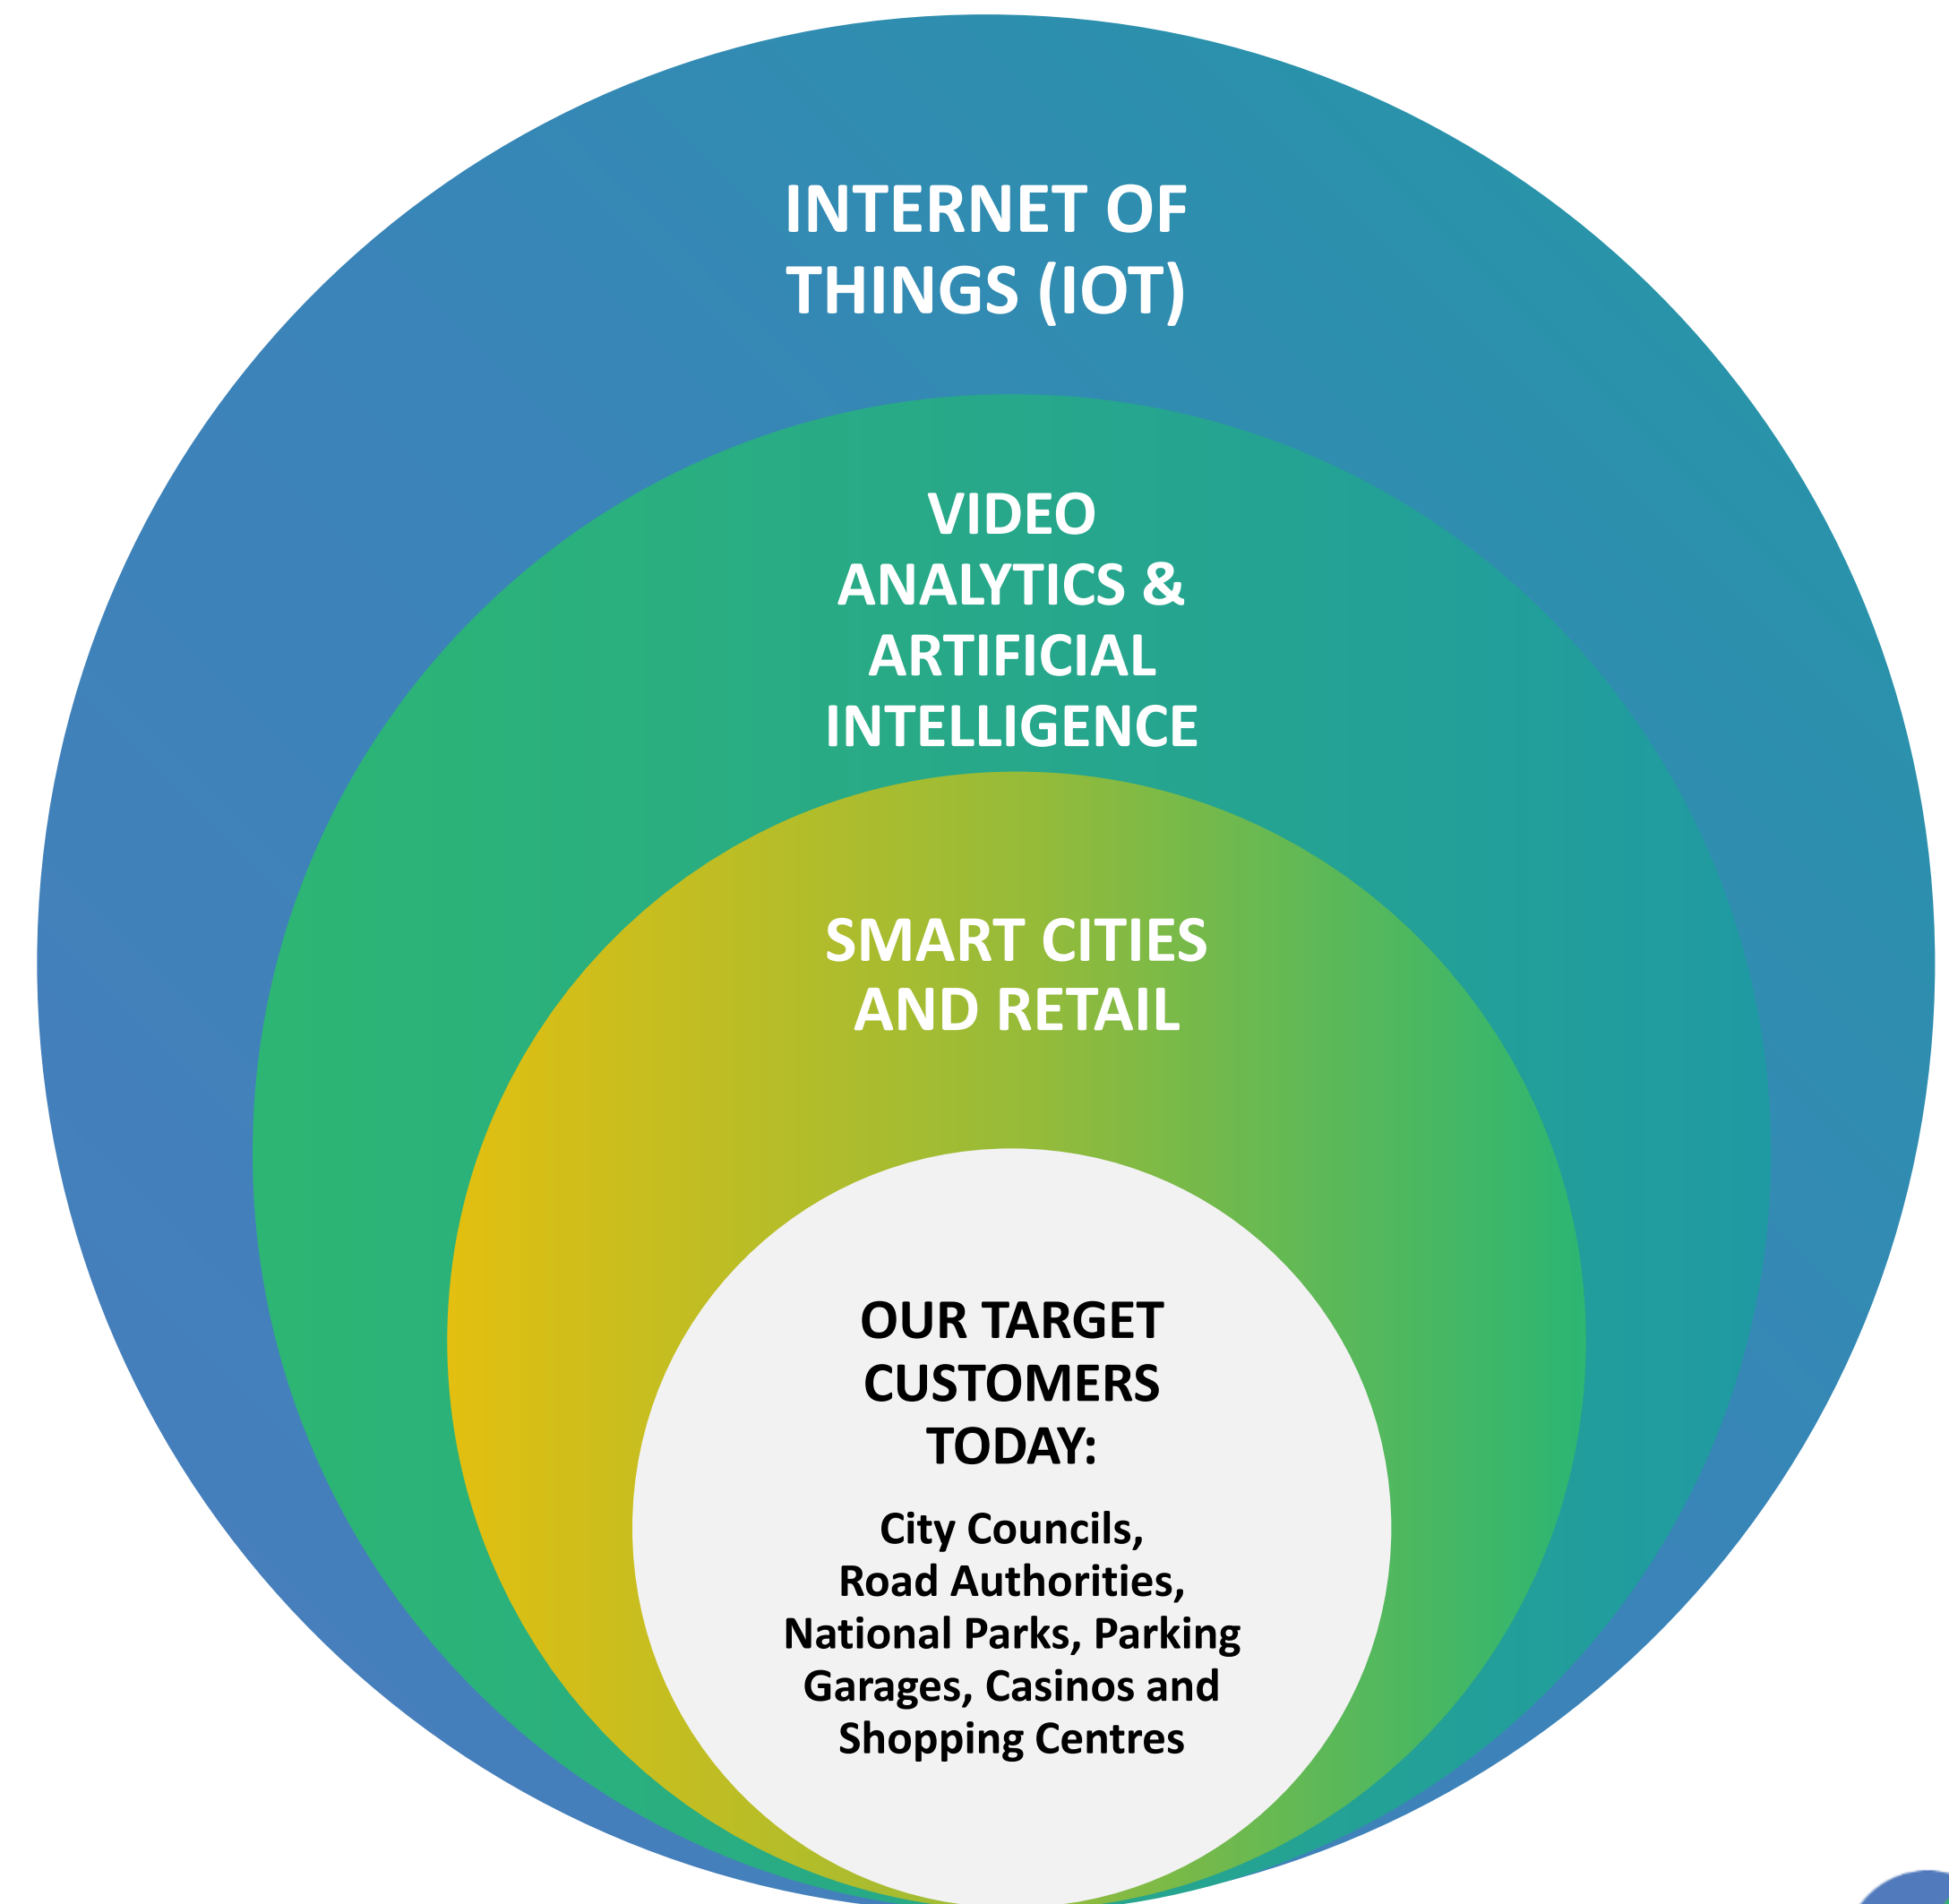 INTERNET OF
THINGS (IOT)
VIDEO
ANALYTICS &
ARTIFICIAL
INTELLIGENCE
SMART CITIES
AND RETAIL
OUR TARGET
CUSTOMERS
TODAY:
City Councils,
Road Authorities,
National Parks, Parking
Garages, Casinos and
Shopping Centres